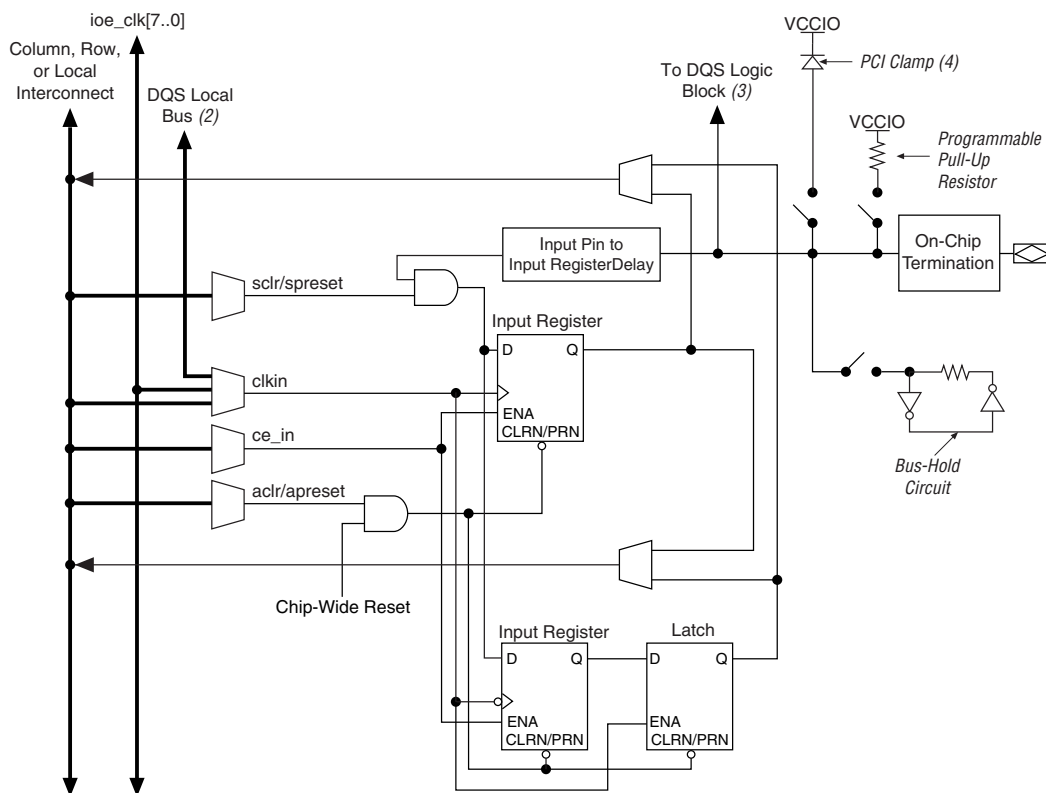 ioe_clk[7..0]
Column, Row,
or Local
Interconnect
DQS Local
Bus (2)
To DQS Logic
Block (3)
VCCIO
PCI Clamp (4)
VCCIO
Programmable
Pull-Up
Resistor
Input Pin to
Input RegisterDelay
On-Chip
Termination
sclr/spreset
Input Register
D
Q
clkin
ENA
CLRN/PRN
ce_in
aclr/apreset
Bus-Hold
Circuit
Chip-Wide Reset
Input Register
D
Q
ENA
CLRN/PRN
Latch
D
Q
ENA
CLRN/PRN